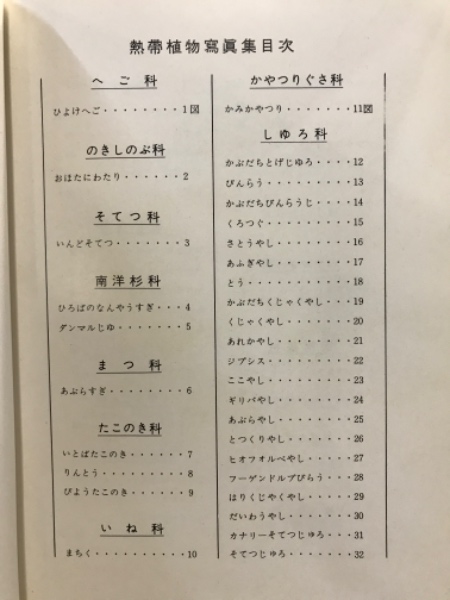 熱帶植物寫眞集目次
へご科
ひよけへご・・・・・・・・1図
のきしのぶ科
おほたにわたり・・・・・・2
そてつ科
いんどそてつ・・・・・・・3
南洋杉科
ひろばのなんやうすぎ・・・4
ダンマルじゆ・・・・・・・5
まつ科
あぶらすぎ・・・・・・・・6
たこのき科
いとばたこのき・・・・・・7
りんとう・・・・・・・・・8
びようたこのき・・・・・・9
いね科
まちく・・・・・・・・・・10
かやつりぐさ科
かみかやつり・・・・・・・11図
しゆろ科
かぶだちとげじゆろ・・・・12
びんらう・・・・・・・・・13
かぶだちびんらうじ・・・・14
くろつぐ・・・・・・・・・15
さとうやし・・・・・・・・16
あふぎやし・・・・・・・・17
とう・・・・・・・・・・・18
かぶだちくじやくやし・・・19
くじやくやし・・・・・・・20
あれかやし・・・・・・・・21
ジプシス・・・・・・・・・22
ここやし・・・・・・・・・23
ギリバやし・・・・・・・・24
あぶらやし・・・・・・・・25
とつくりやし・・・・・・・26
ヒオフオルベやし・・・・・27
フーゲンドルプびらう・・・28
はりくじやくやし・・・・・29
だいわうやし・・・・・・・30
カナリーそてつじゆろ・・・31
そてつじゆろ・・・・・・・32